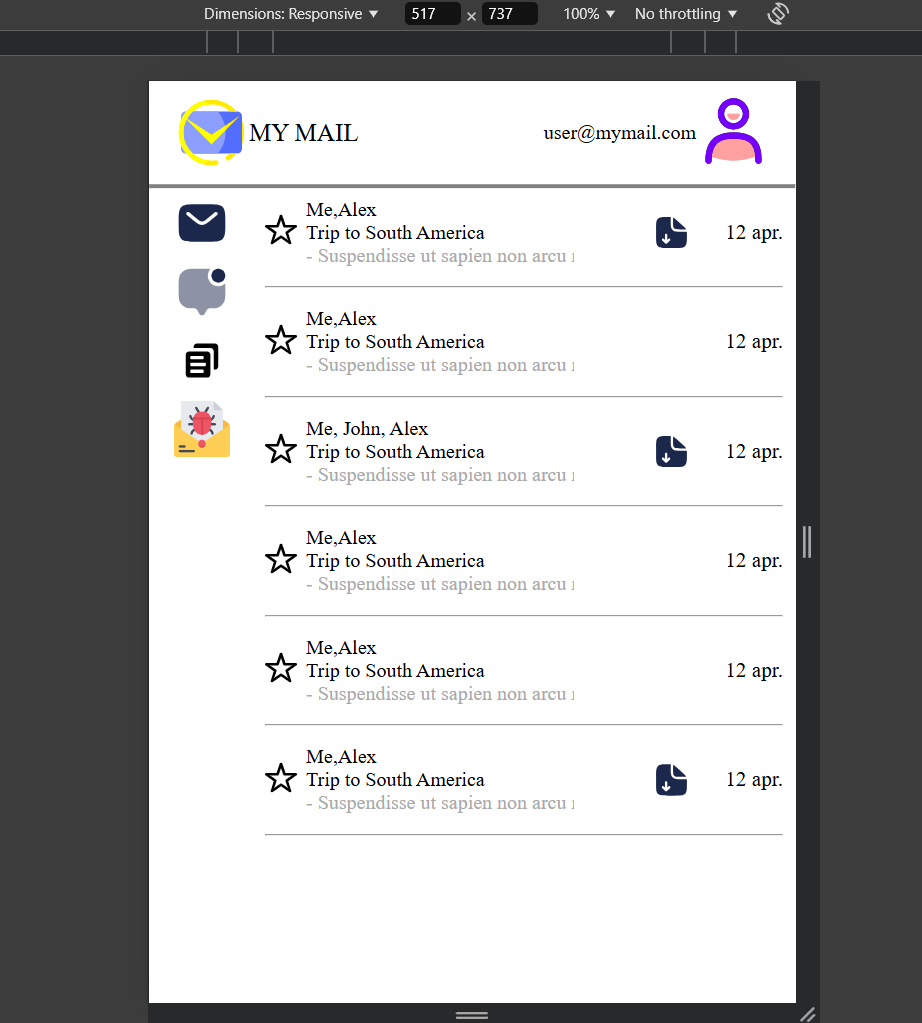 Dimensions: Responsive ▼ 517 × 737 100% ▼ No throttling ▼
MY MAIL
user@mymail.com
Me,Alex
Trip to South America
- Suspendisse ut sapien non arcu
12 apr.
Me,Alex
Trip to South America
- Suspendisse ut sapien non arcu
12 apr.
Me, John, Alex
Trip to South America
- Suspendisse ut sapien non arcu
12 apr.
Me,Alex
Trip to South America
- Suspendisse ut sapien non arcu
12 apr.
Me,Alex
Trip to South America
- Suspendisse ut sapien non arcu
12 apr.
Me,Alex
Trip to South America
- Suspendisse ut sapien non arcu
12 apr.